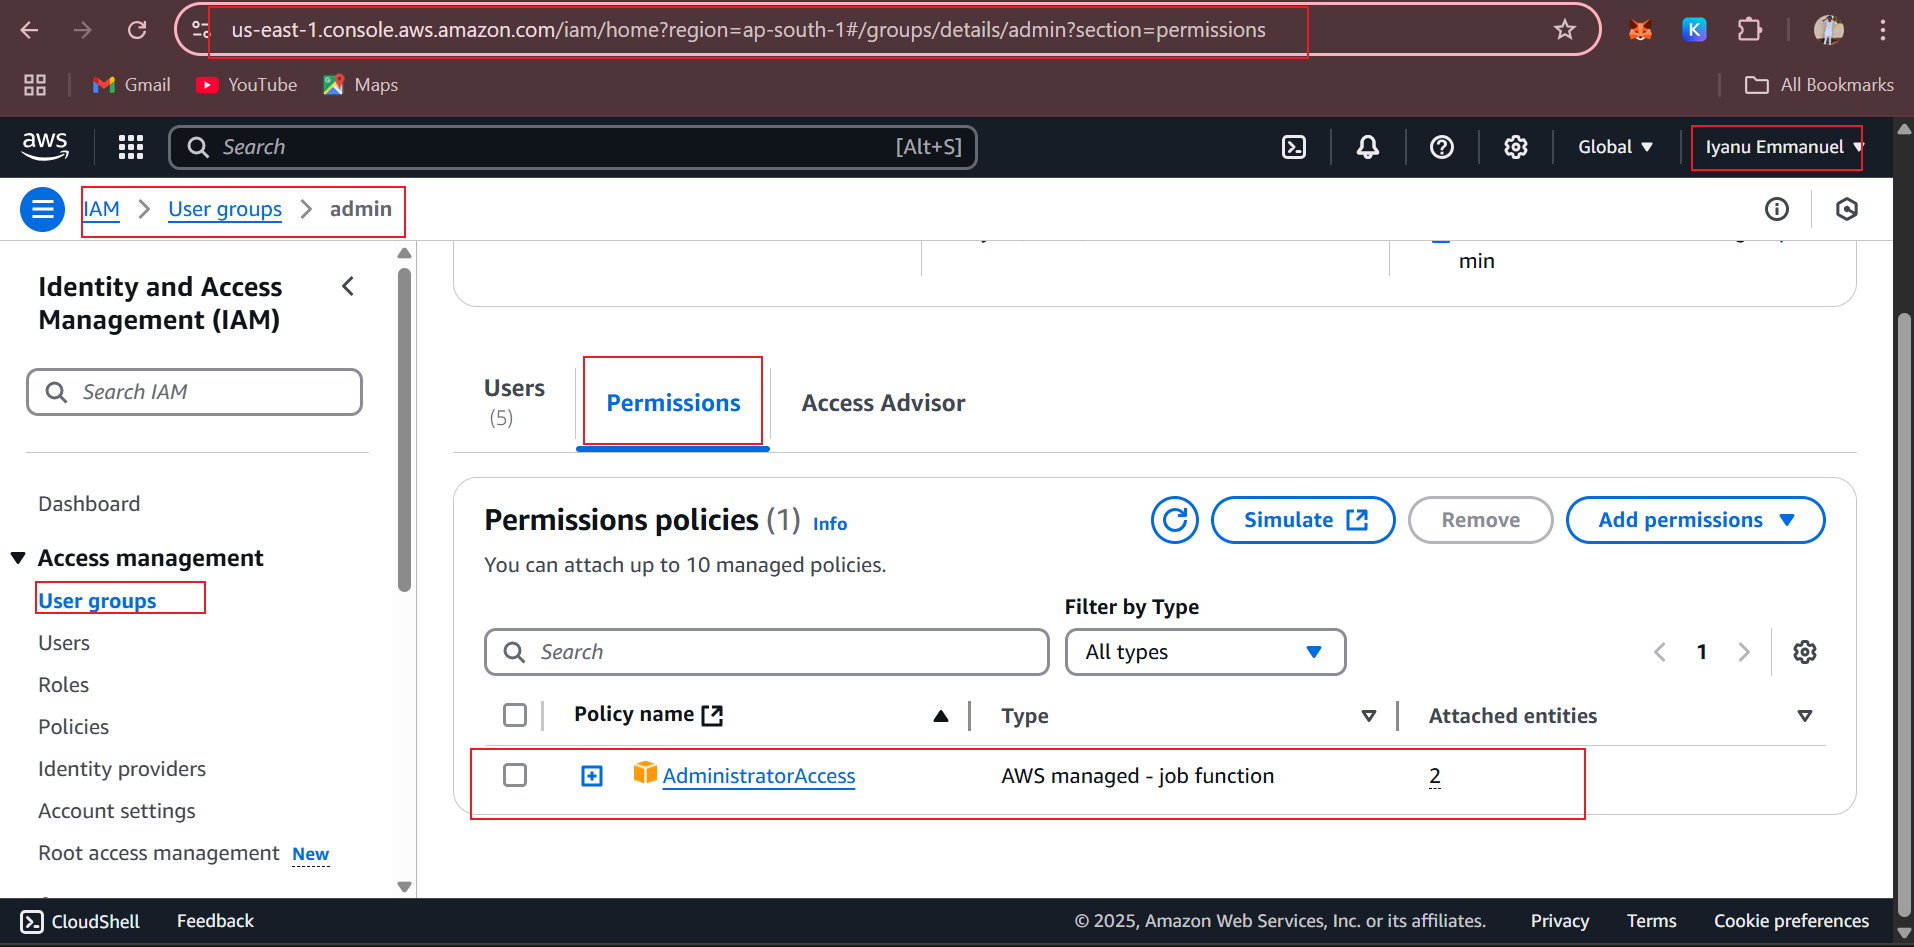 us-east-1.console.aws.amazon.com/iam/home?region=ap-south-1#/groups/details/admin?section=permissions
K
Gmail
YouTube
Maps
All Bookmarks
aws
Search
[Alt+S]
Global
Iyanu Emmanuel
IAM
User groups
admin
Identity and Access
Management (IAM)
Search IAM
Dashboard
Access management
User groups
Users
Roles
Policies
Identity providers
Account settings
Root access management New
min
Users
(5)
Permissions
Access Advisor
Permissions policies (1) Info
Simulate
Remove
Add permissions
You can attach up to 10 managed policies.
Filter by Type
Search
All types
1
Policy name
Type
Attached entities
AdministratorAccess
AWS managed - job function
2
CloudShell
Feedback
© 2025, Amazon Web Services, Inc. or its affiliates.
Privacy
Terms
Cookie preferences